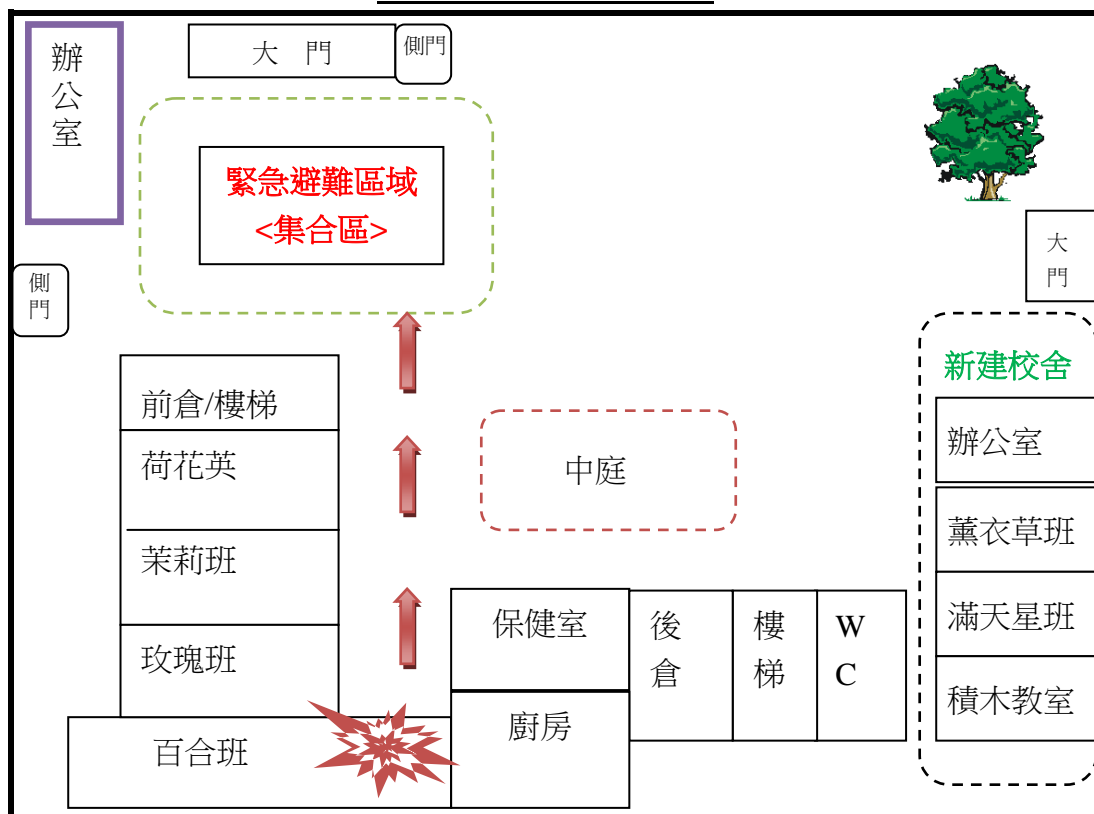 辦公室
大 門
側門
緊急避難區域
<集合區>
大門
側門
新建校舍
前倉/樓梯
辦公室
荷花英
中庭
薰衣草班
茉莉班
保健室
後倉
樓梯
WC
滿天星班
玫瑰班
積木教室
廚房
百合班